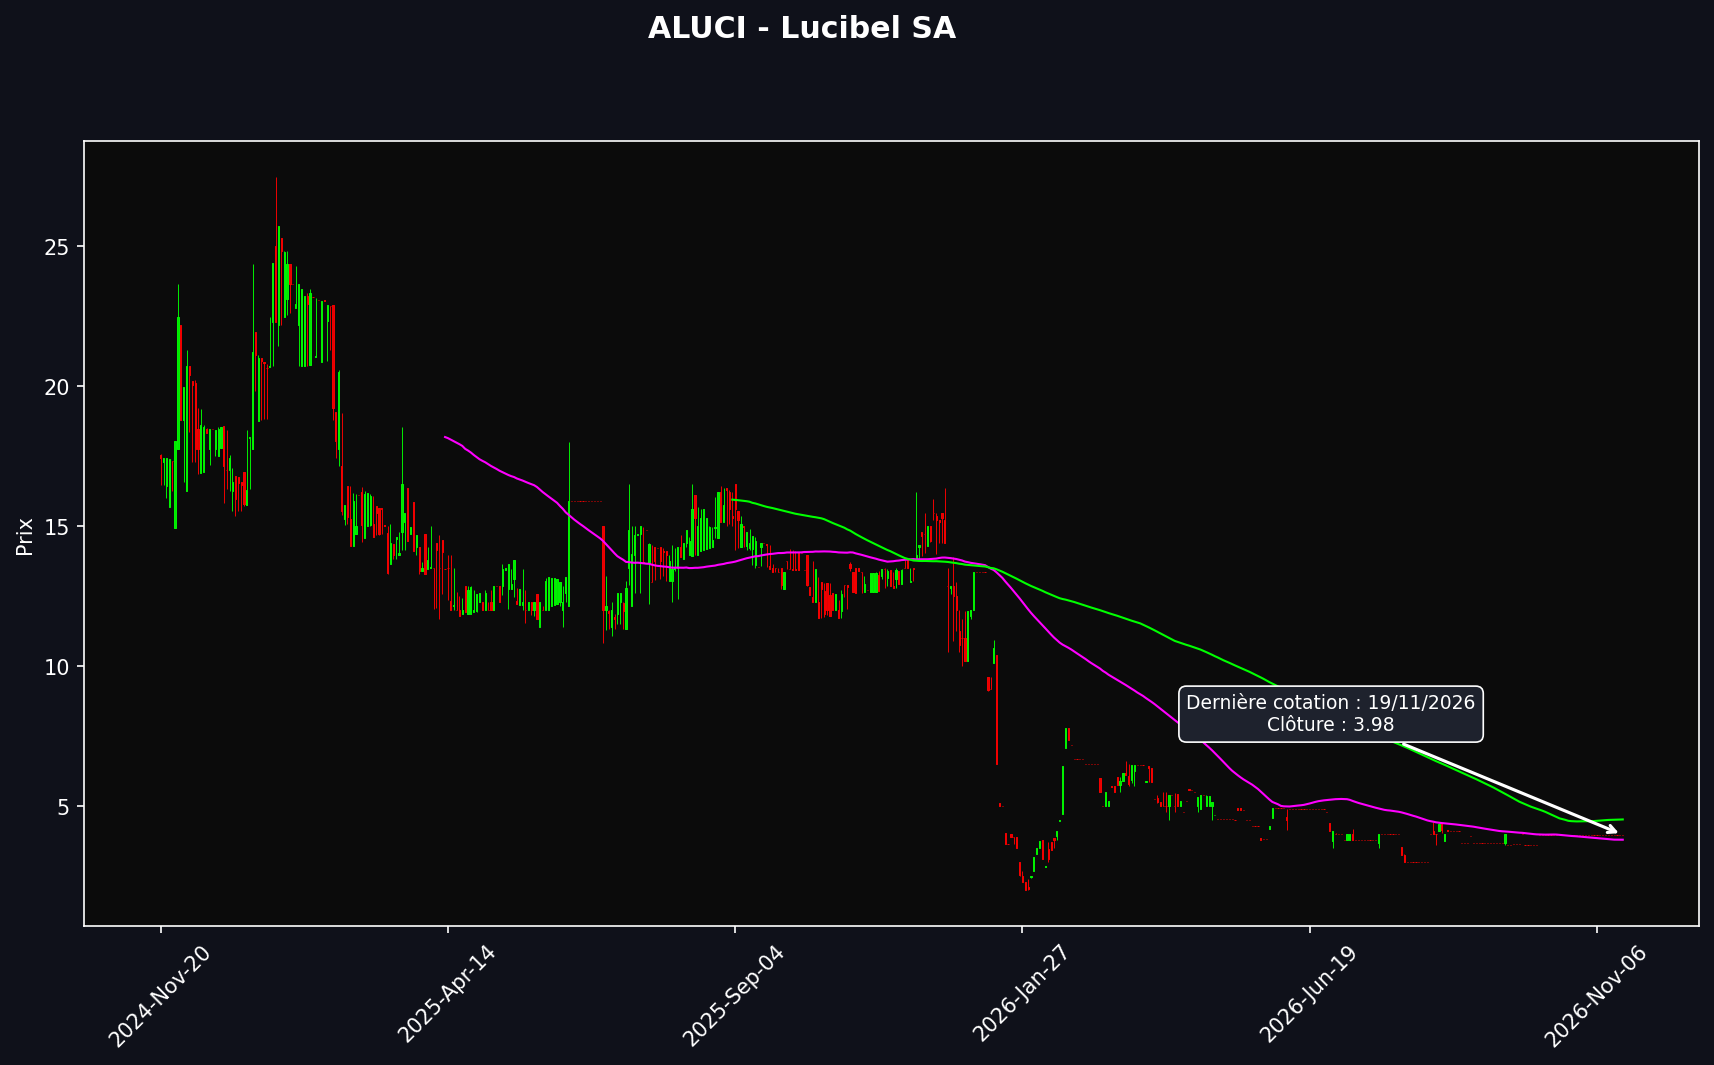 ALUCI - Lucibel SA
Prix
25
20
15
10
5
Dernière cotation : 19/11/2026
Clôture : 3.98
2024-Nov-20
2025-Apr-14
2025-Sep-04
2026-Jan-27
2026-Jun-19
2026-Nov-06